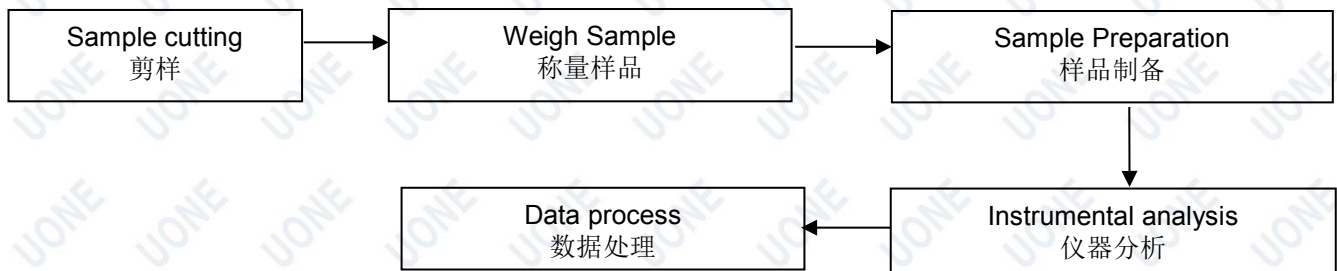 Sample cutting
剪样
Weigh Sample
称量样品
Sample Preparation
样品制备
Instrumental analysis
仪器分析
Data process
数据处理
UONE